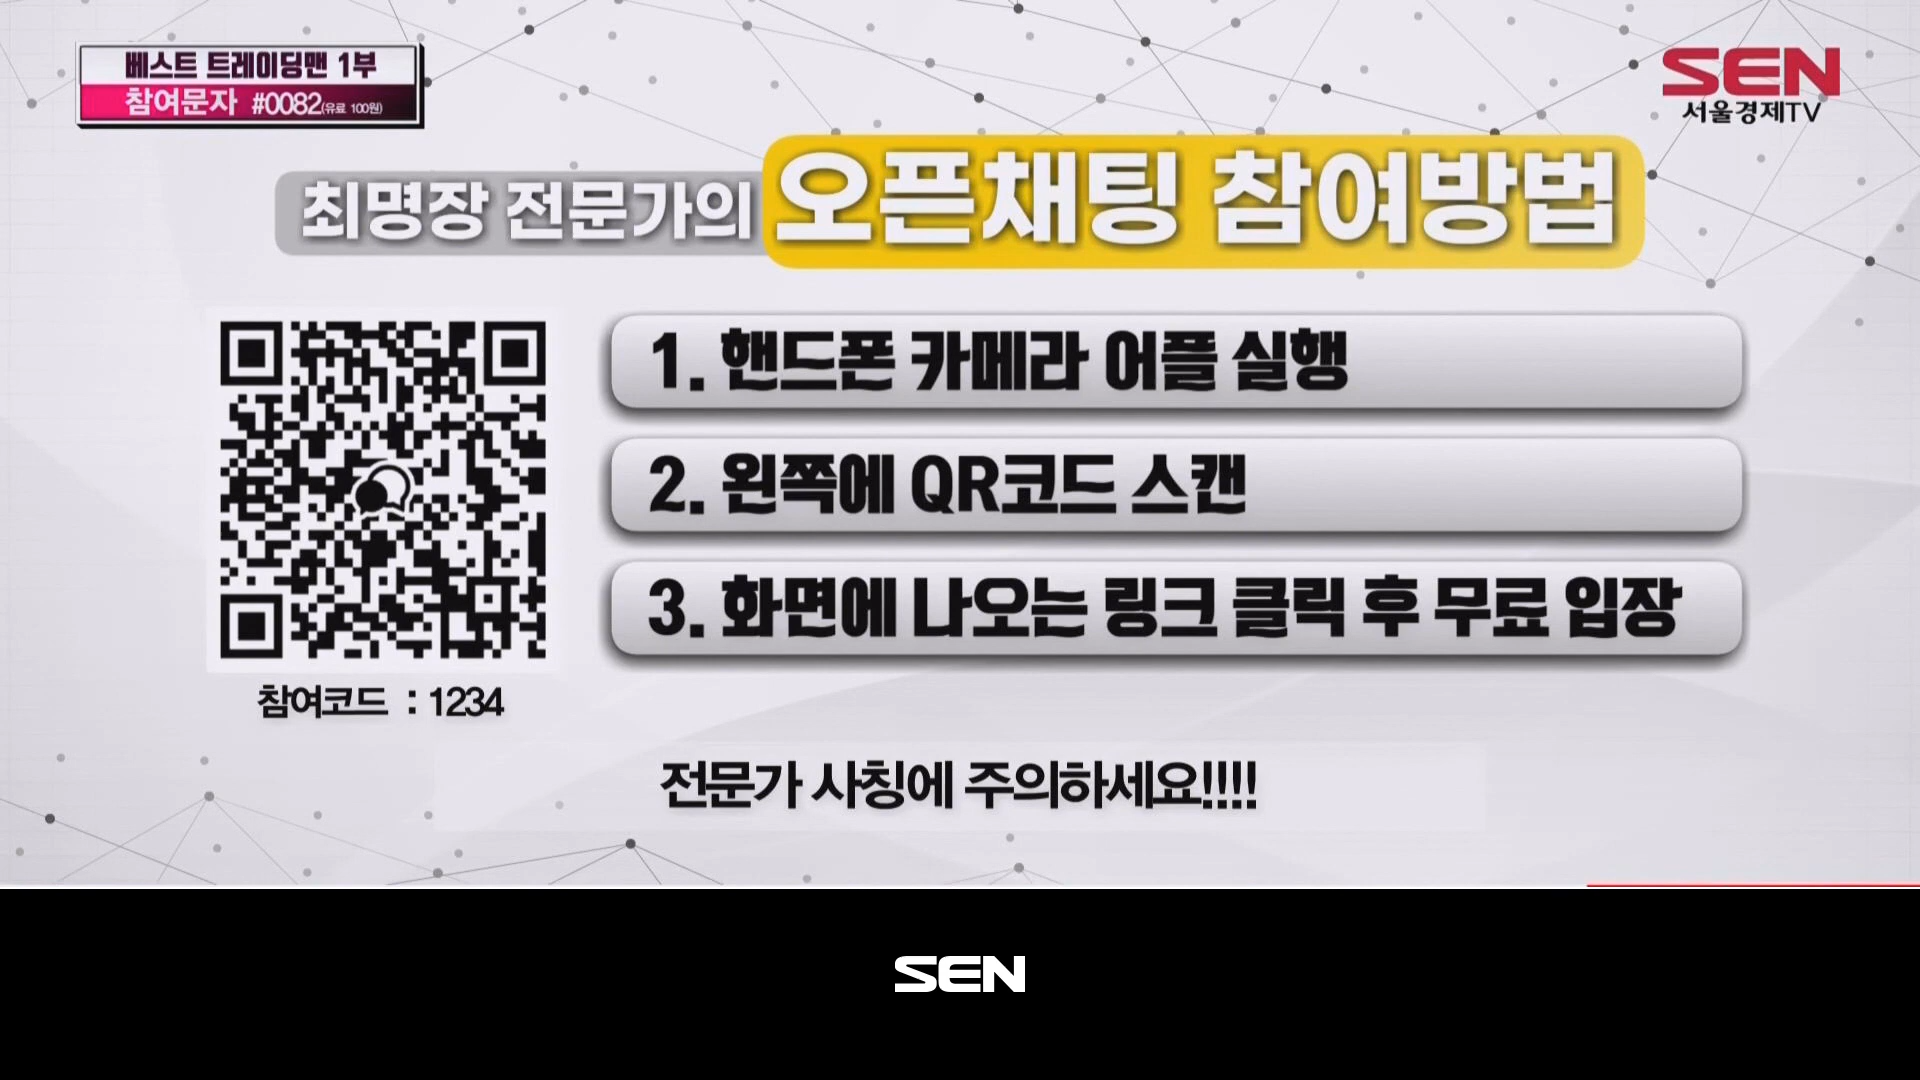 베스트 트레이딩맨 1부
참여문자 #0082(유료 100원)
SEN
서울경제TV
최명장 전문가의 오픈채팅 참여방법
1. 핸드폰 카메라 어플 실행
2. 왼쪽에 QR코드 스캔
3. 화면에 나오는 링크 클릭 후 무료 입장
참여코드 : 1234
전문가 사칭에 주의하세요!!!!
SEN